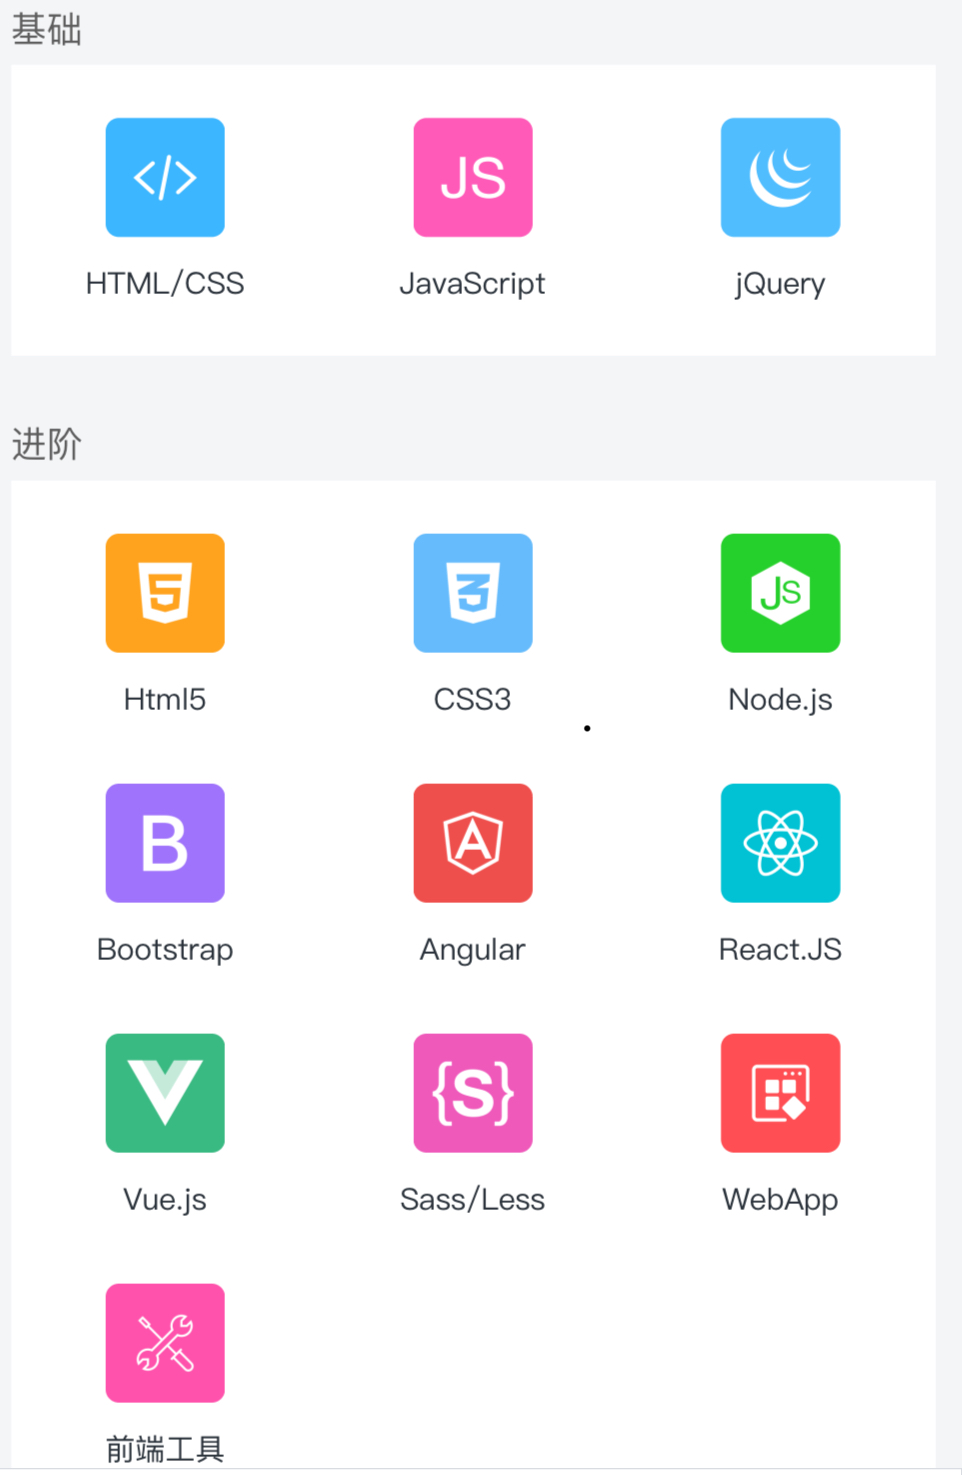 基础
JS
HTML/CSS JavaScript jQuery
进阶
5 3 JS
Html5 CSS3 Node.js
B A
Bootstrap Angular React.JS
{S}
Vue.js Sass/Less WebApp
前端工具